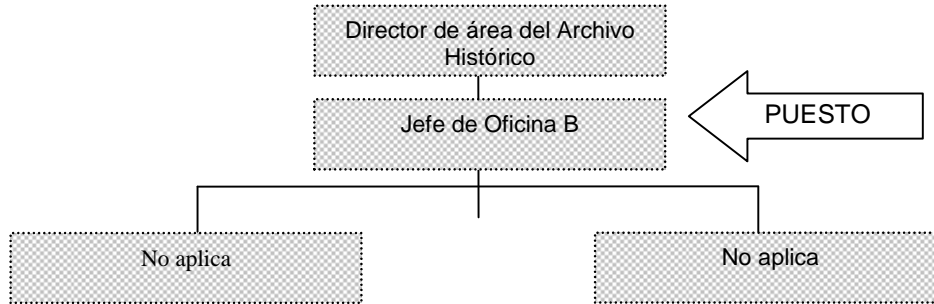 Director de área del Archivo
Histórico
Jefe de Oficina B
PUESTO
No aplica
No aplica